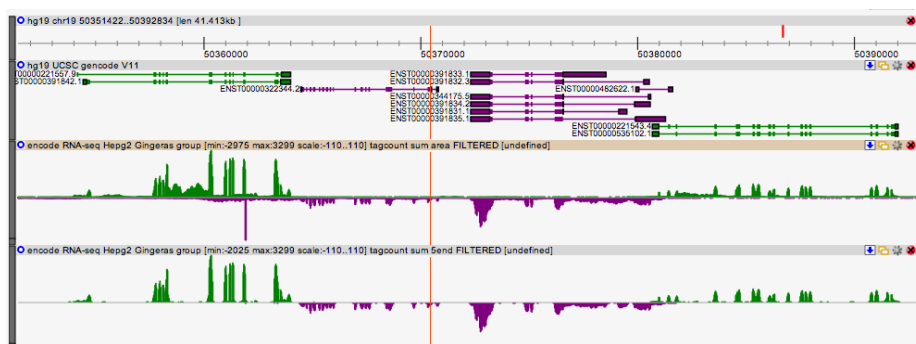 hg19 chr19 50351422..50392834 [len 41.413kb ]
50360000 50370000 50380000 50390000
hg19 UCSC gencode V11
T00000221557.9 ENST00000391833.1
ST00000391842.1 ENST00000391832.3
ENST00000322344.2 ENST00000482622.1
ENST00000344175.5
ENST00000391834.2
ENST00000391831.1
ENST00000391835.1 ENST00000221543.4
ENST00000535102.1
encode RNA-seq Hepg2 Gingeras group [min:-2975 max:3299 scale:-110..110] tagcount sum area FILTERED [undefined]
encode RNA-seq Hepg2 Gingeras group [min:-2025 max:3299 scale:-110..110] tagcount sum 5end FILTERED [undefined]